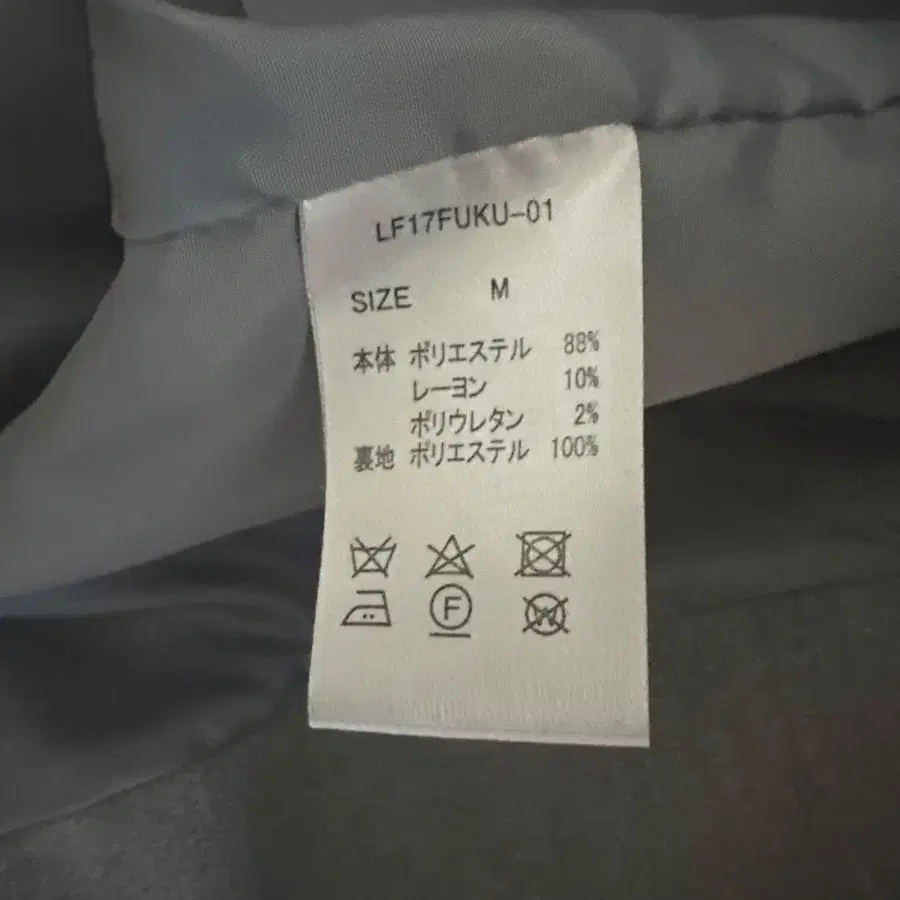 LF17FUKU-01
SIZE M
本体 ポリエステル 88%
レーヨン 10%
ポリウレタン 2%
裏地 ポリエステル 100%
F
W